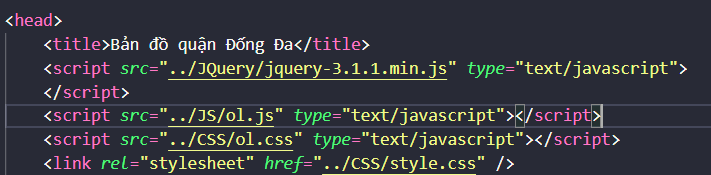 <head>
<title>Bản đồ quận Đống Đa</title>
<script src="../JQuery/jquery-3.1.1.min.js" type="text/javascript">
</script>
<script src="../JS/ol.js" type="text/javascript"></script>
<script src="../CSS/ol.css" type="text/javascript"></script>
<link rel="stylesheet" href="../CSS/style.css" />